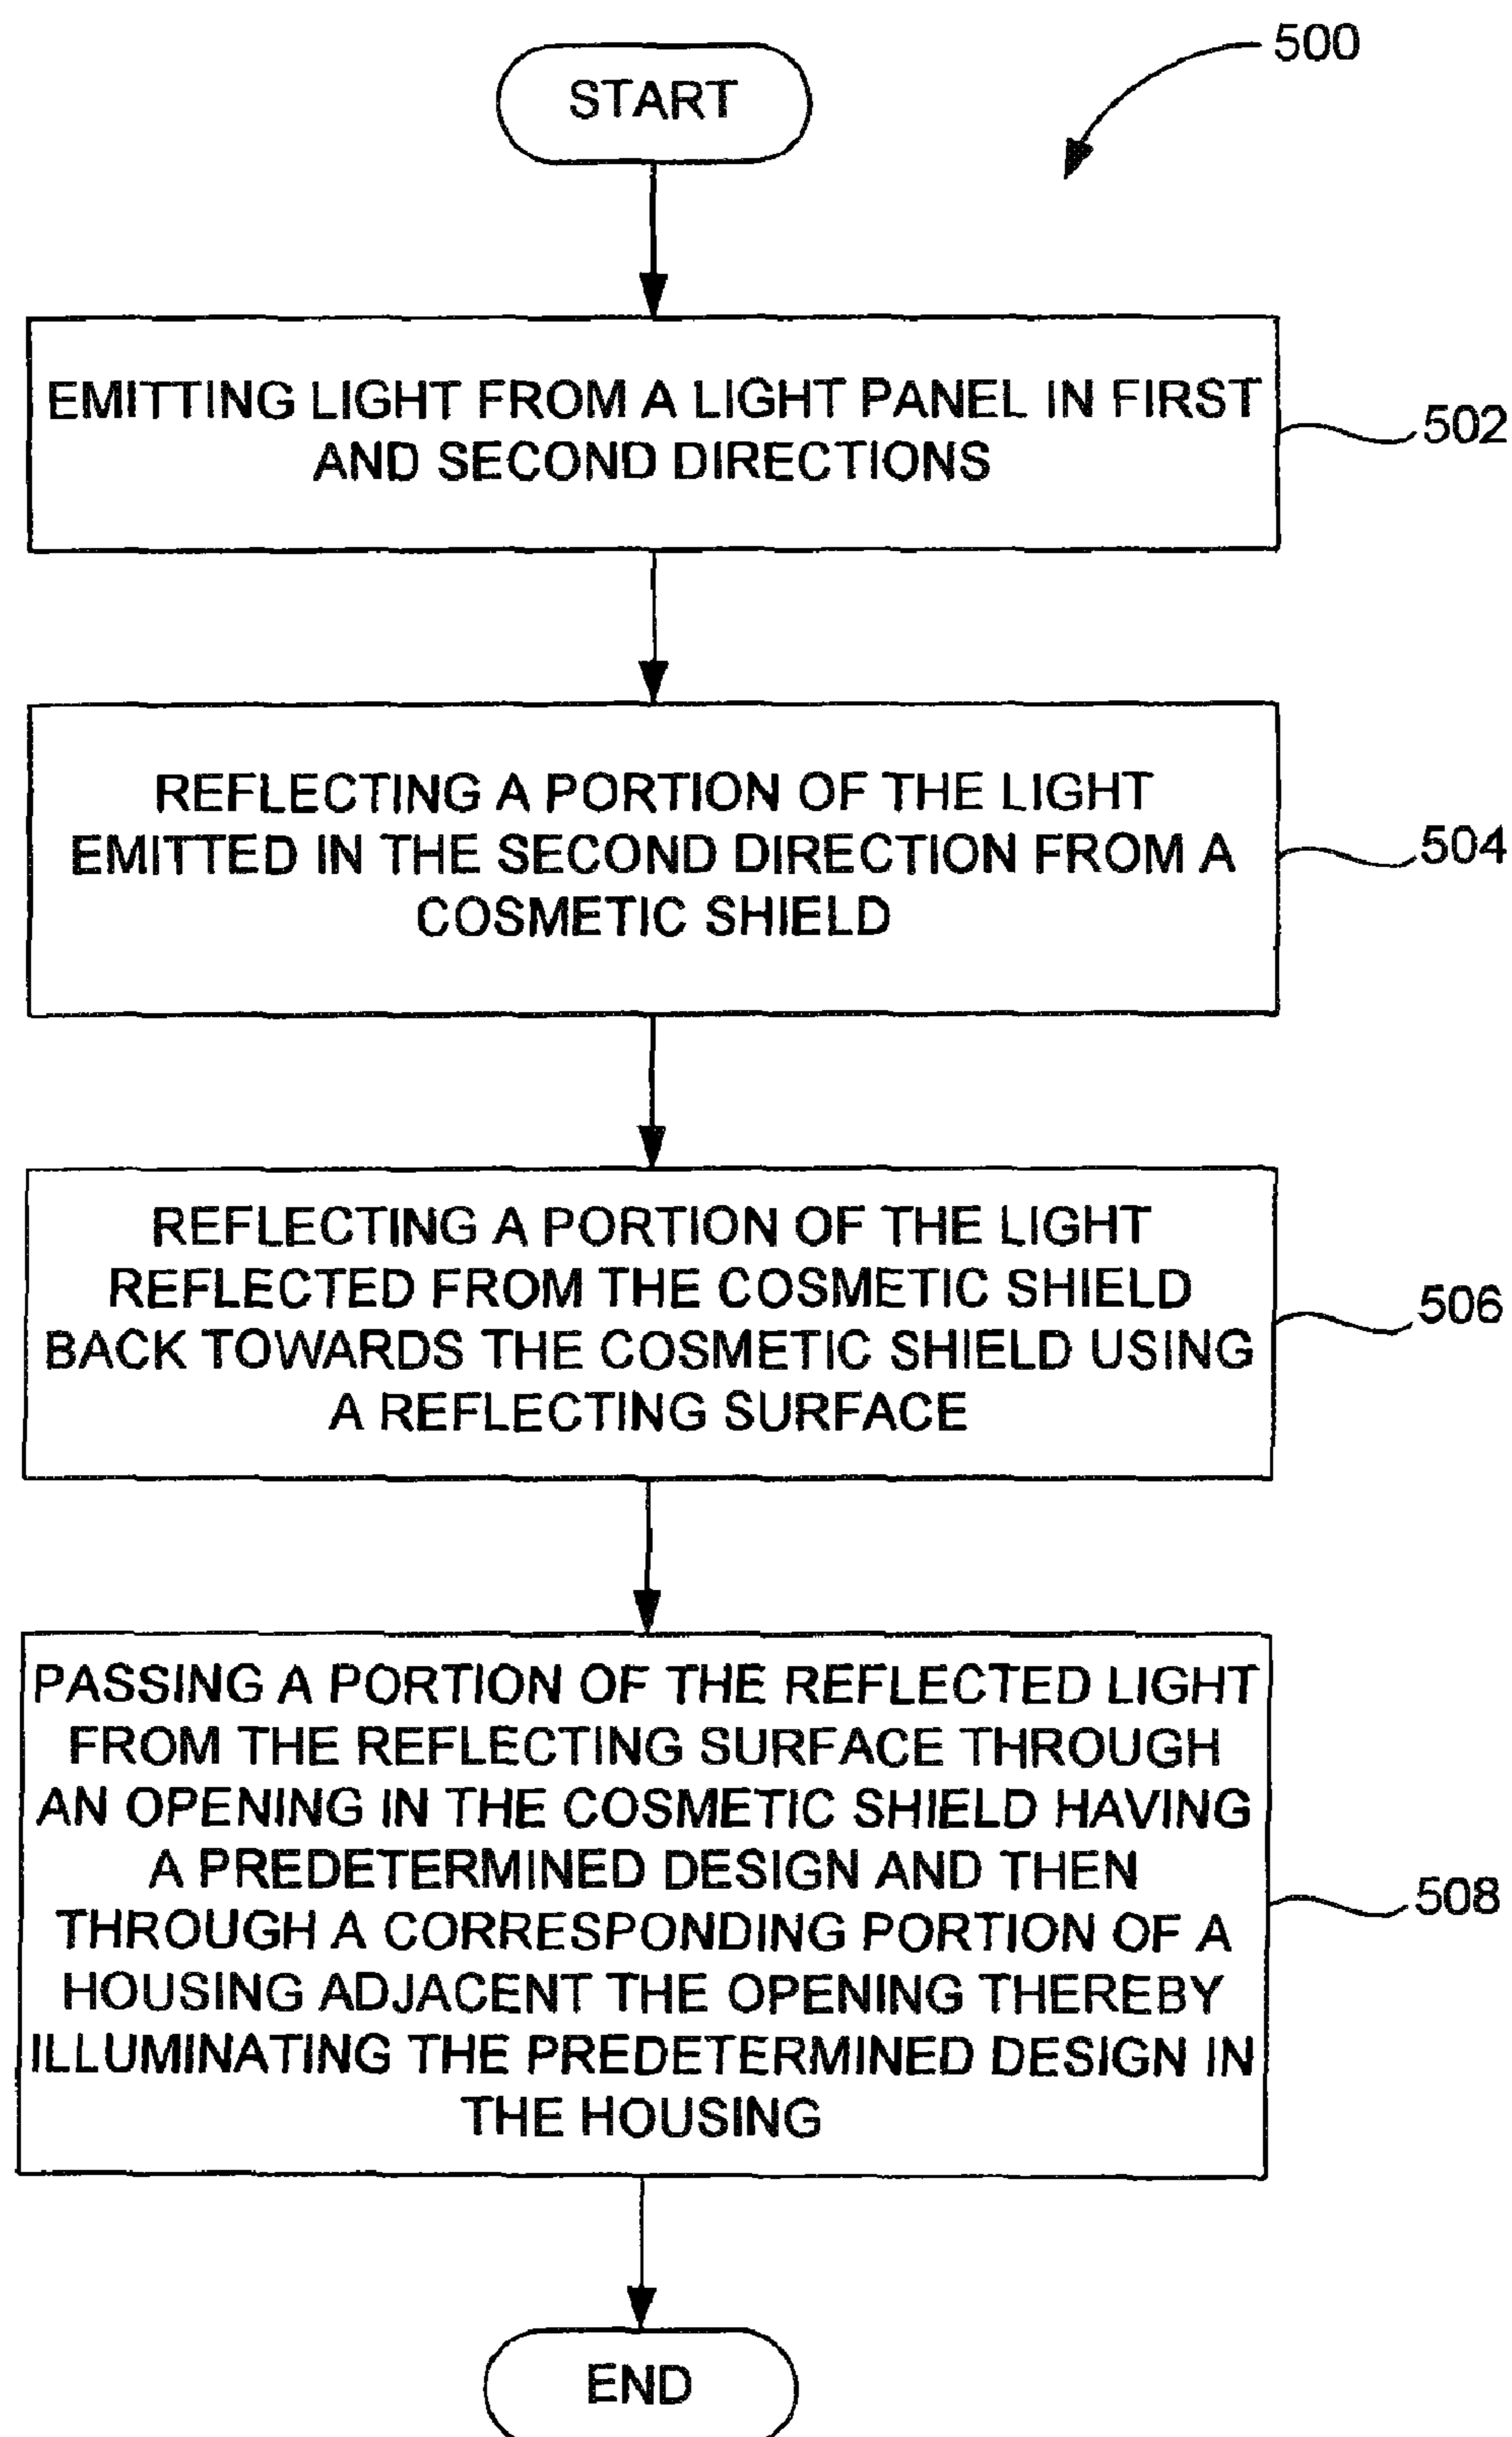 500
START
EMITTING LIGHT FROM A LIGHT PANEL IN FIRST
AND SECOND DIRECTIONS
502
REFLECTING A PORTION OF THE LIGHT
EMITTED IN THE SECOND DIRECTION FROM A
COSMETIC SHIELD
504
REFLECTING A PORTION OF THE LIGHT
REFLECTED FROM THE COSMETIC SHIELD
BACK TOWARDS THE COSMETIC SHIELD USING
A REFLECTING SURFACE
506
PASSING A PORTION OF THE REFLECTED LIGHT
FROM THE REFLECTING SURFACE THROUGH
AN OPENING IN THE COSMETIC SHIELD HAVING
A PREDETERMINED DESIGN AND THEN
THROUGH A CORRESPONDING PORTION OF A
HOUSING ADJACENT THE OPENING THEREBY
ILLUMINATING THE PREDETERMINED DESIGN IN
THE HOUSING
508
END